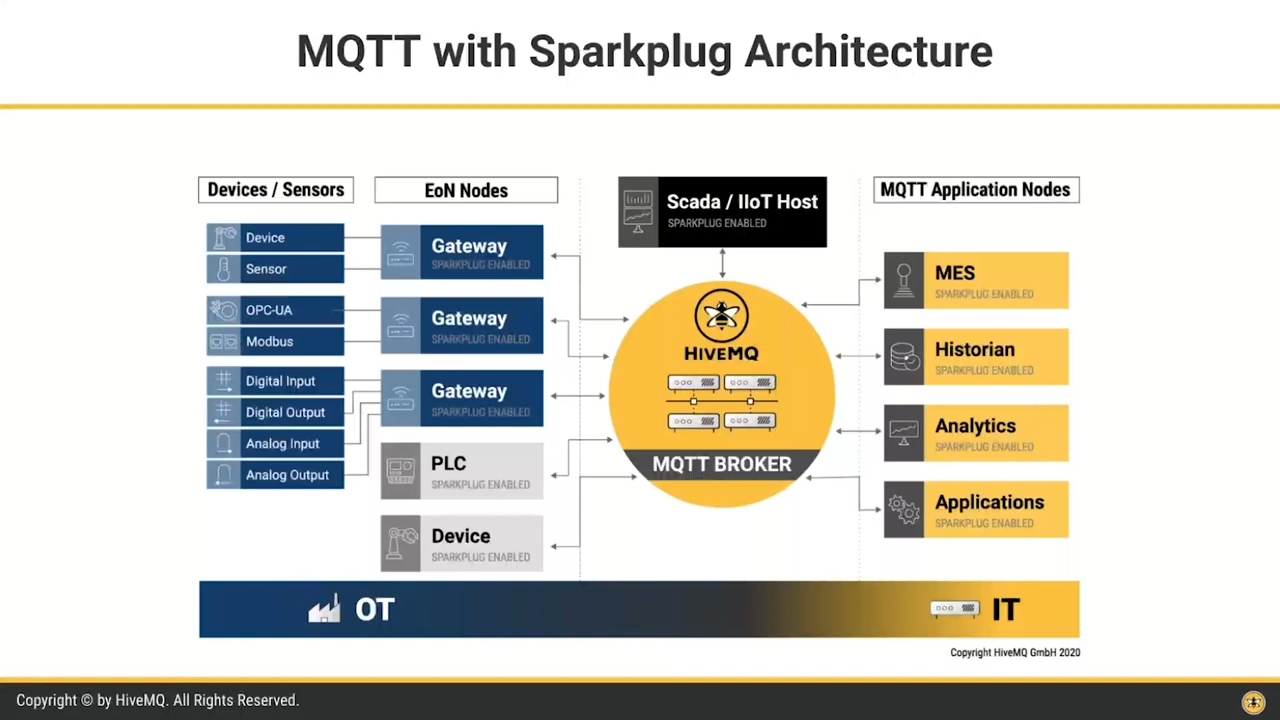 MQTT with Sparkplug Architecture
Devices / Sensors
EoN Nodes
Scada / IIoT Host
SPARKPLUG ENABLED
MQTT Application Nodes
Device
Sensor
OPC-UA
Modbus
Digital Input
Digital Output
Analog Input
Analog Output
Gateway
SPARKPLUG ENABLED
Gateway
SPARKPLUG ENABLED
Gateway
SPARKPLUG ENABLED
PLC
SPARKPLUG ENABLED
Device
SPARKPLUG ENABLED
HIVEMQ
MQTT BROKER
MES
SPARKPLUG ENABLED
Historian
SPARKPLUG ENABLED
Analytics
SPARKPLUG ENABLED
Applications
SPARKPLUG ENABLED
OT
IT
Copyright HiveMQ GmbH 2020
Copyright © by HiveMQ. All Rights Reserved.